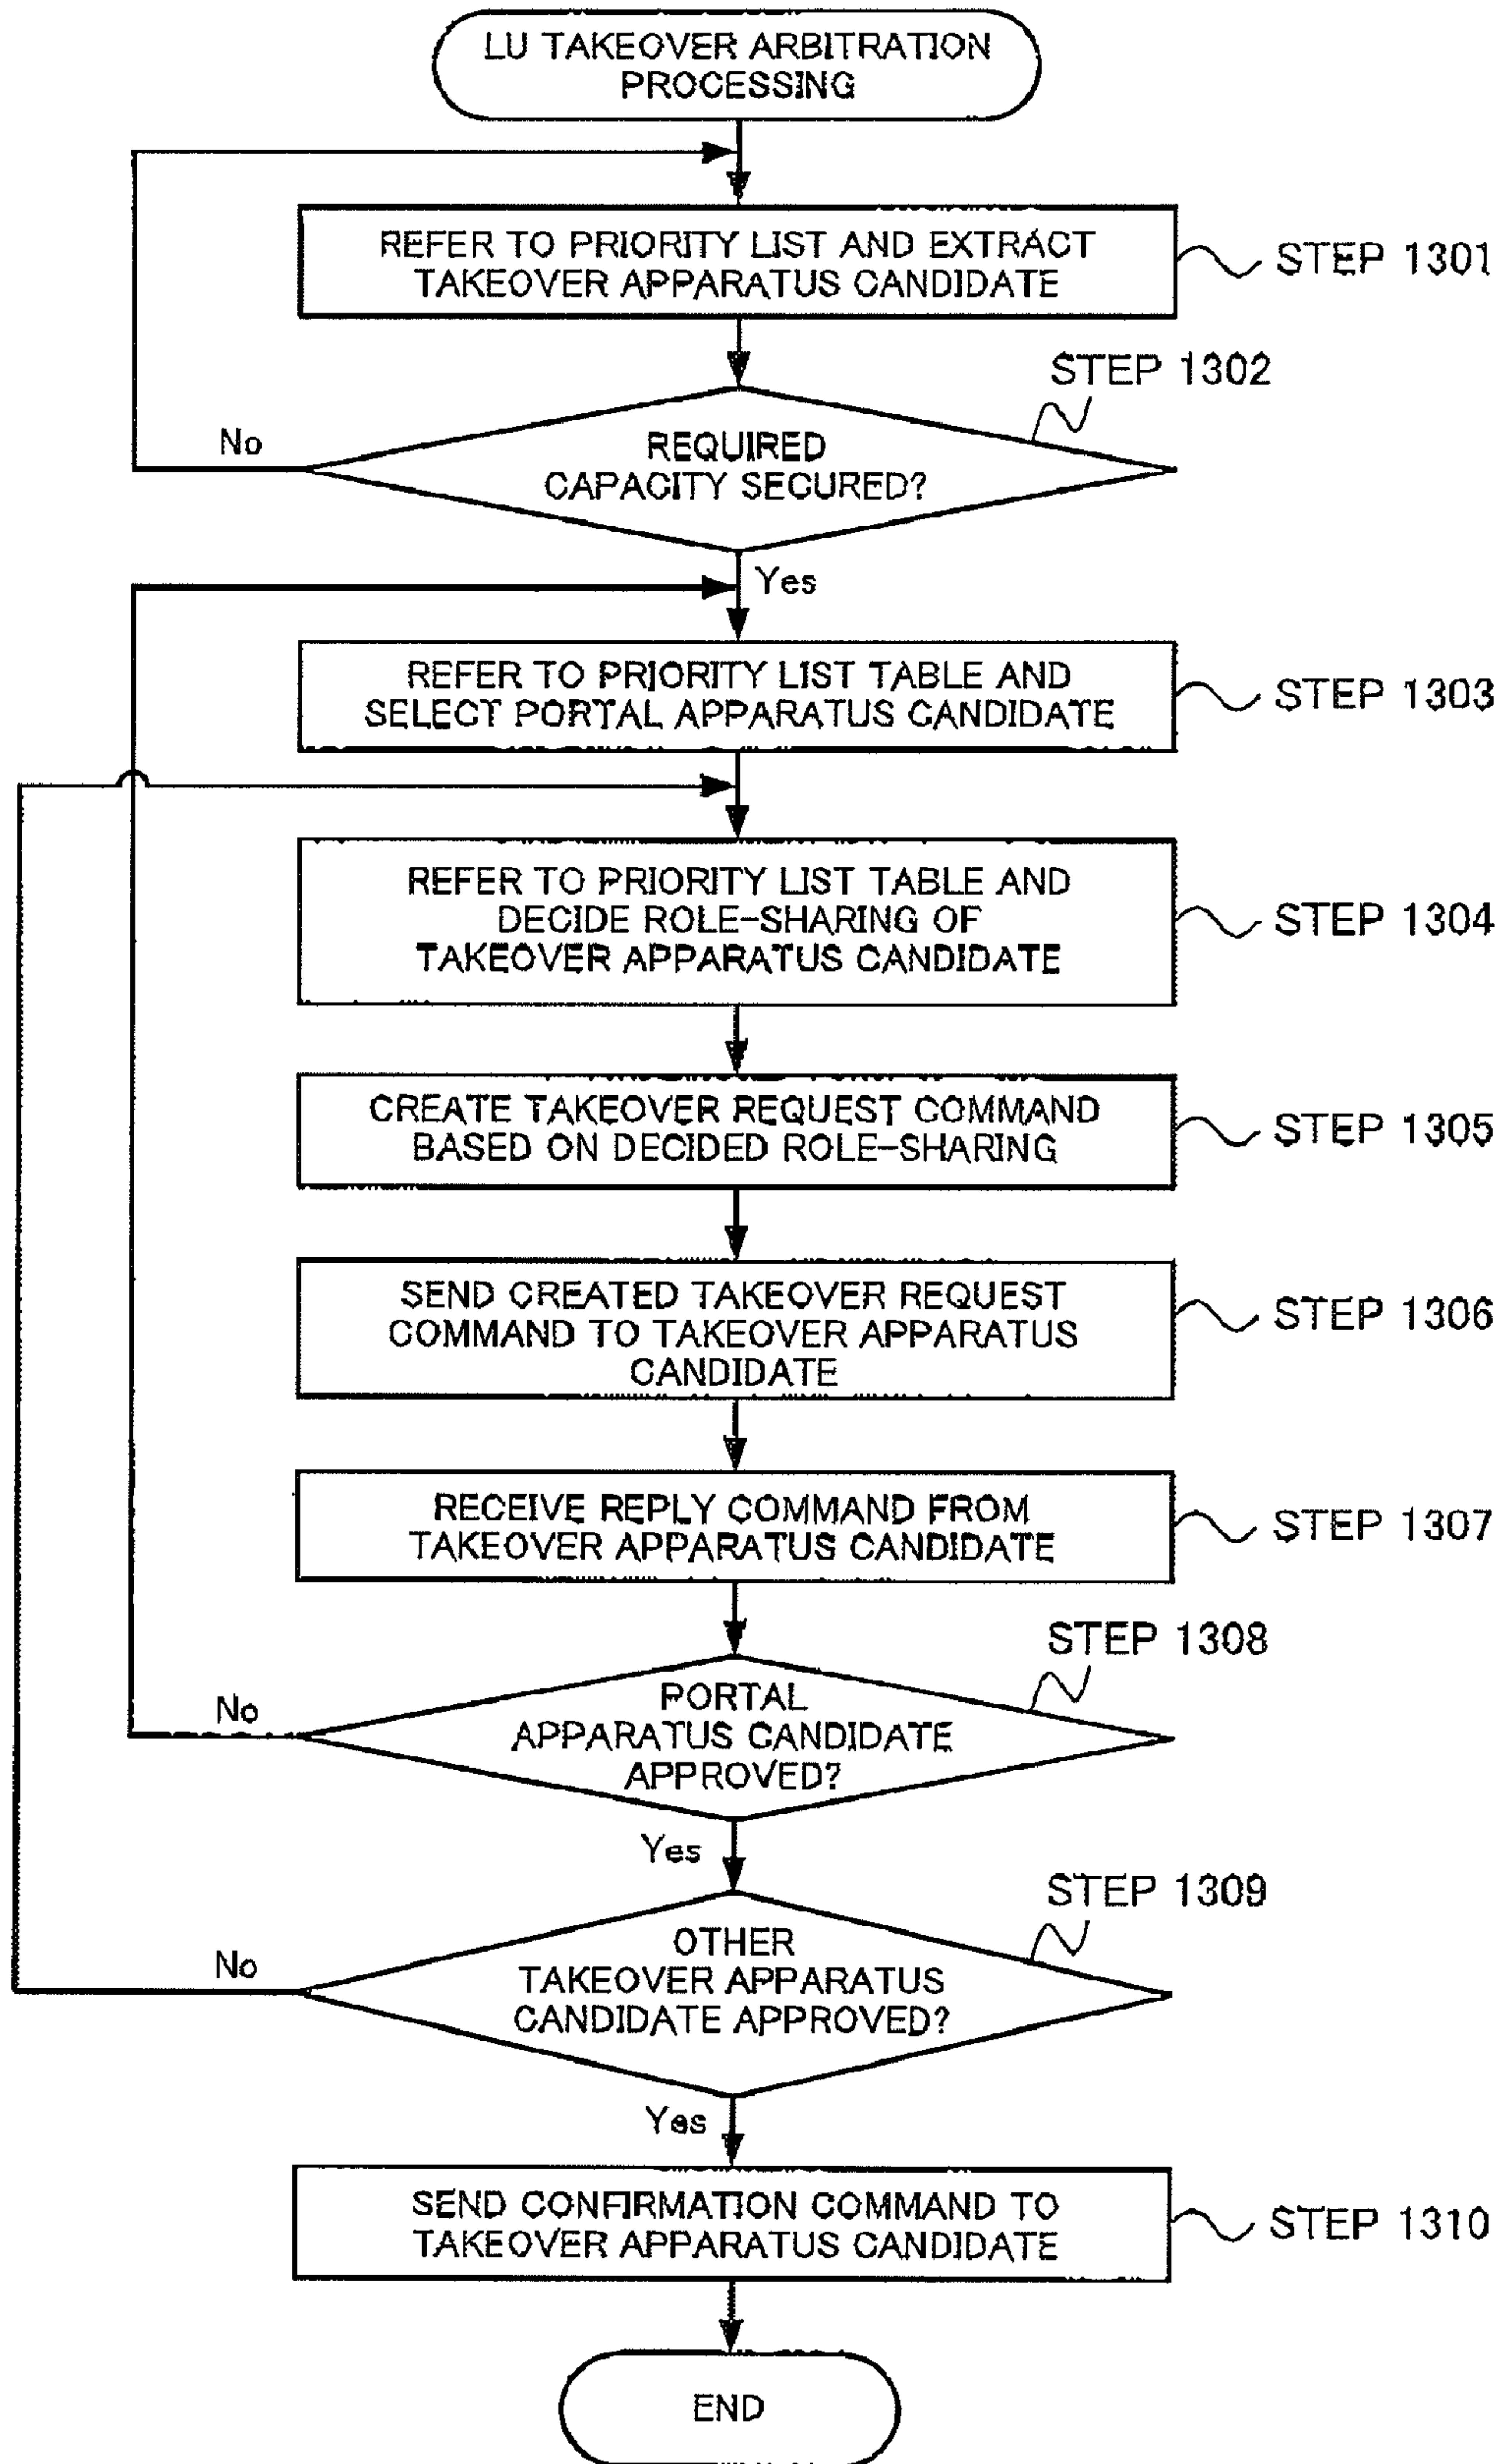 LU TAKEOVER ARBITRATION
PROCESSING
REFER TO PRIORITY LIST AND EXTRACT
TAKEOVER APPARATUS CANDIDATE
STEP 1301
STEP 1302
No
REQUIRED
CAPACITY SECURED?
Yes
REFER TO PRIORITY LIST TABLE AND
SELECT PORTAL APPARATUS CANDIDATE
STEP 1303
REFER TO PRIORITY LIST TABLE AND
DECIDE ROLE-SHARING OF
TAKEOVER APPARATUS CANDIDATE
STEP 1304
CREATE TAKEOVER REQUEST COMMAND
BASED ON DECIDED ROLE-SHARING
STEP 1305
SEND CREATED TAKEOVER REQUEST
COMMAND TO TAKEOVER APPARATUS
CANDIDATE
STEP 1306
RECEIVE REPLY COMMAND FROM
TAKEOVER APPARATUS CANDIDATE
STEP 1307
STEP 1308
No
PORTAL
APPARATUS CANDIDATE
APPROVED?
Yes
STEP 1309
No
OTHER
TAKEOVER APPARATUS
CANDIDATE APPROVED?
Yes
SEND CONFIRMATION COMMAND TO
TAKEOVER APPARATUS CANDIDATE
STEP 1310
END